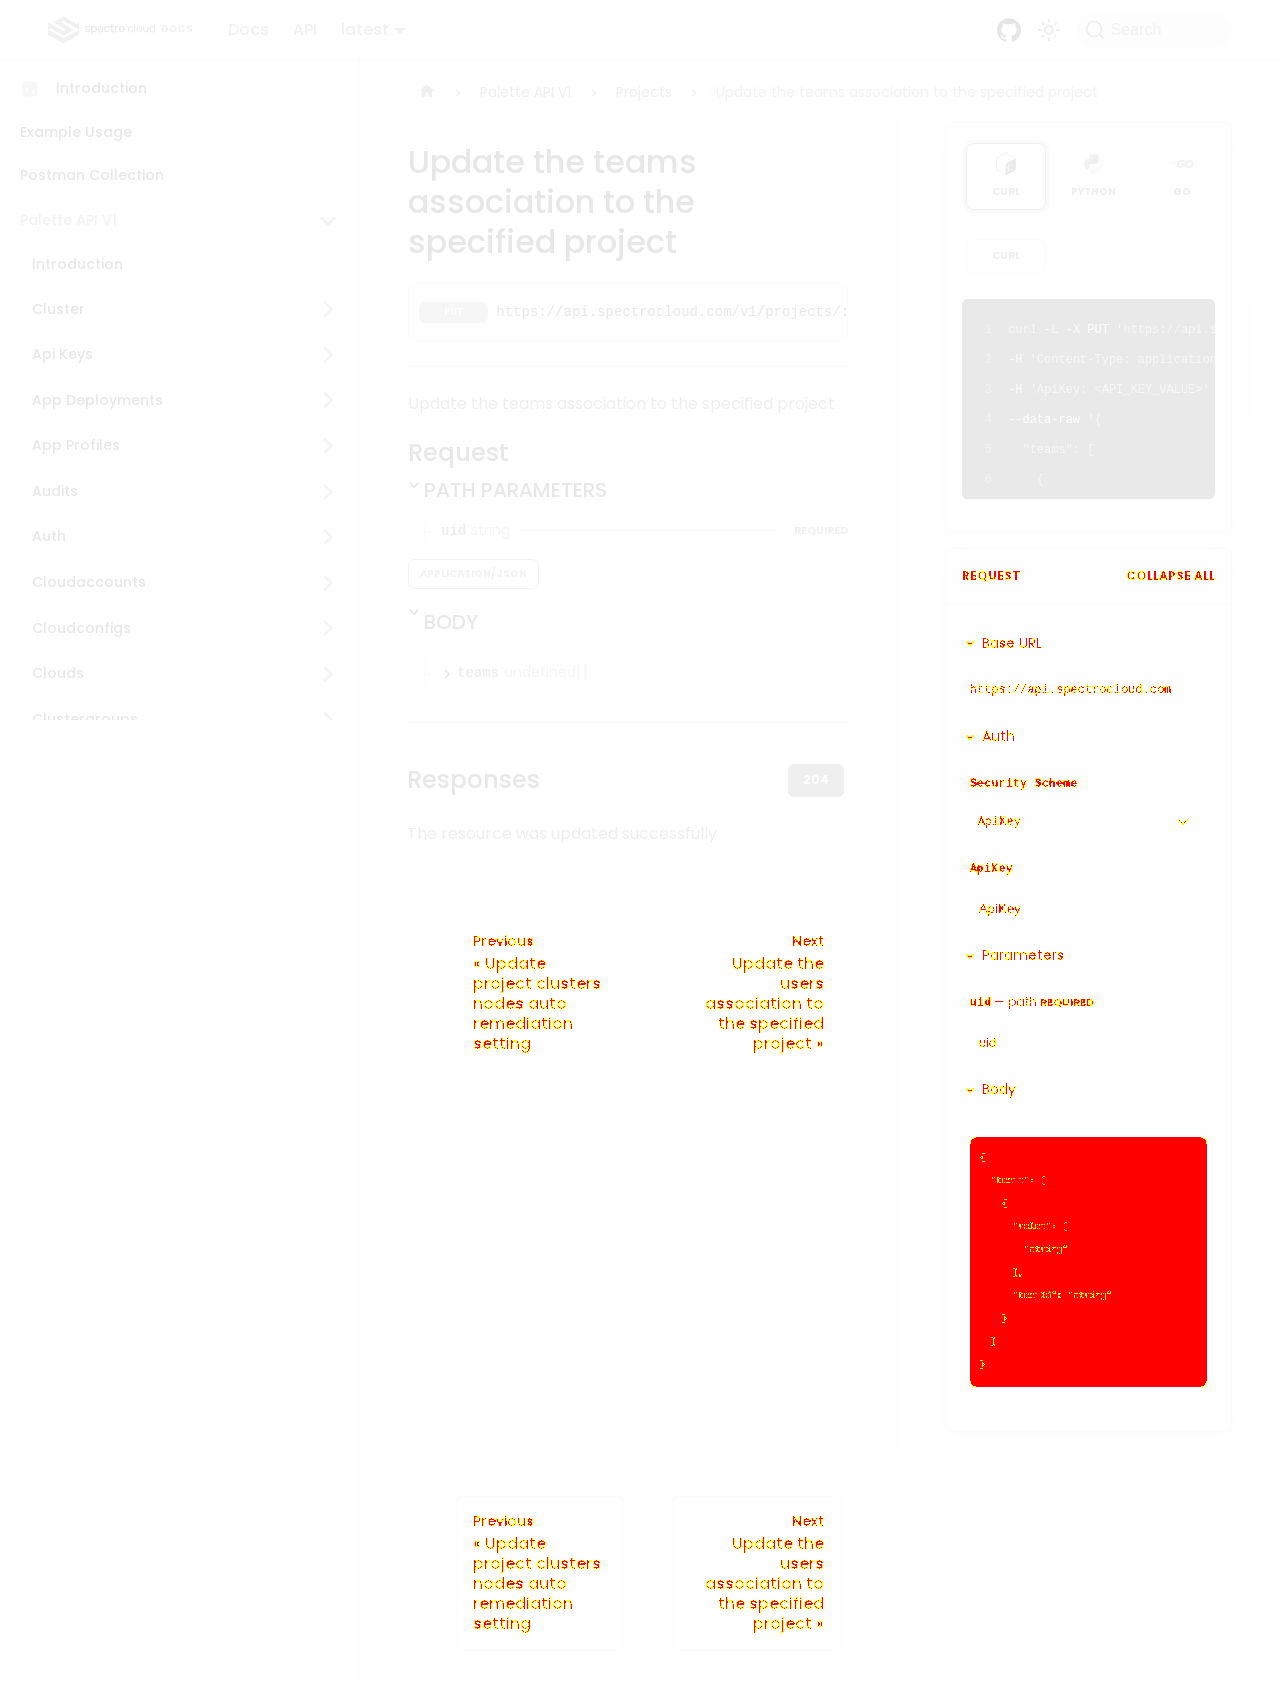 spectro cloud DOCS
Docs
API
latest
Search
Introduction
Example Usage
Postman Collection
Palette API V1
Introduction
Cluster
Api Keys
App Deployments
App Profiles
Audits
Auth
Cloudaccounts
Cloudconfigs
Clouds
Clustergroups
Palette API V1
Projects
Update the teams association to the specified project
Update the teams
association to the
specified project
PUT https://api.spectrocloud.com/v1/projects/:
Update the teams association to the specified project
Request
PATH PARAMETERS
uid string REQUIRED
APPLICATION/JSON
BODY
teams undefined[]
Responses
204
The resource was updated successfully
Previous
« Update
project clusters
nodes auto
remediation
setting
Next
Update the
users
association to
the specified
project »
Previous
« Update
project clusters
nodes auto
remediation
setting
Next
Update the
users
association to
the specified
project »
CURL
PYTHON
GO
CURL
1 curl -L -X PUT 'https://api.s
2 -H 'Content-Type: application
3 -H 'ApiKey: <API_KEY_VALUE>'
4 --data-raw '{
5 "teams": [
6 {
REQUEST COLLAPSE ALL
Base URL
https://api.spectrocloud.com
Auth
Security Scheme
ApiKey
ApiKey
ApiKey
Parameters
uid — path REQUIRED
uid
Body
{
"teams": [
{
"roles": [
"string"
],
"teamId": "string"
}
]
}